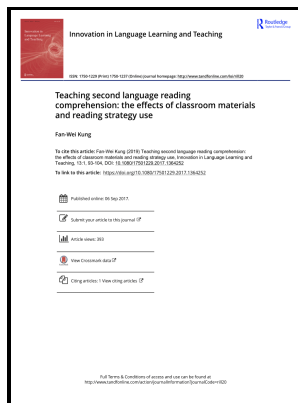 Routledge
Innovation in Language Learning and Teaching
ISSN: 1750-1229 (Print) 1750-1237 (Online) Journal homepage: http://www.tandfonline.com/loi/rill20
Teaching second language reading
comprehension: the effects of classroom materials
and reading strategy use
Fan-Wei Kung
To cite this article: Fan-Wei Kung (2019) Teaching second language reading comprehension:
the effects of classroom materials and reading strategy use, Innovation in Language Learning and
Teaching, 13:1, 93-104, DOI: 10.1080/17501229.2017.1364252
To link to this article: https://doi.org/10.1080/17501229.2017.1364252
Published online: 06 Sep 2017.
Submit your article to this journal
Article views: 393
View Crossmark data
Citing articles: 1 View citing articles
Full Terms & Conditions of access and use can be found at
http://www.tandfonline.com/action/journalInformation?journalCode=rill20